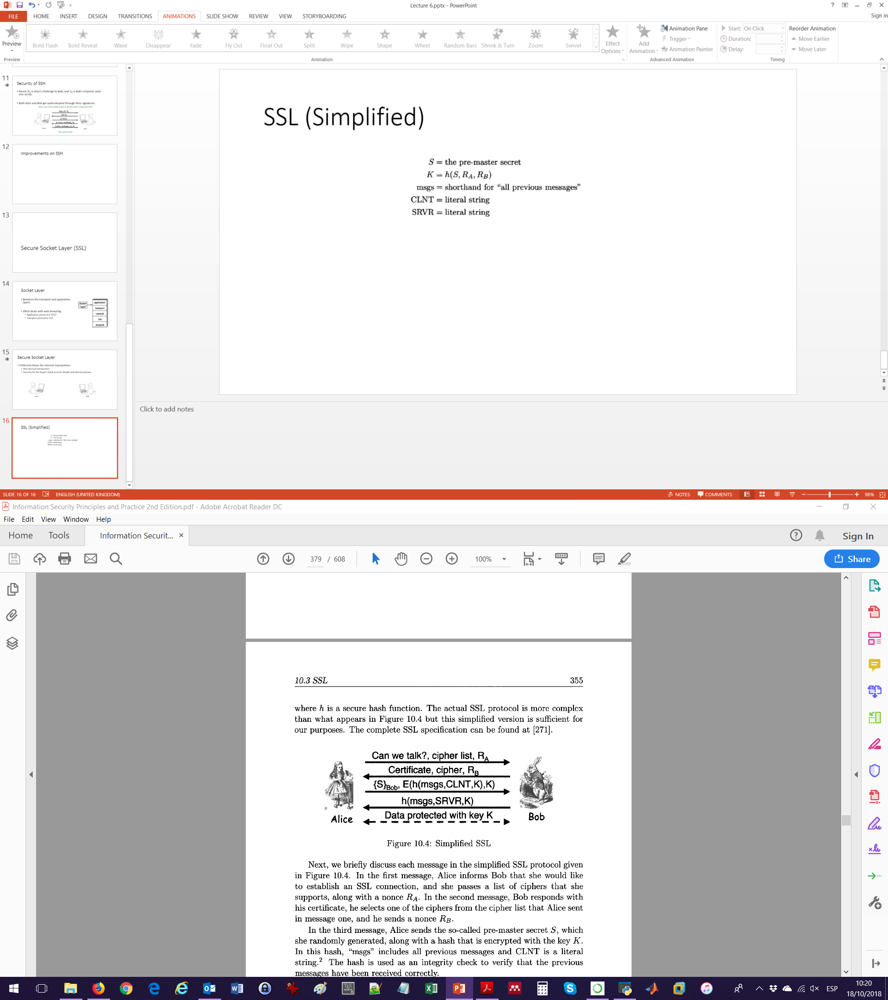 Lecture 6.pptx - PowerPoint
?
Sign in
FILE HOME INSERT DESIGN TRANSITIONS ANIMATIONS SLIDE SHOW REVIEW VIEW STORYBOARDING
Preview
Bold Flash Bold Reveal Wave Disappear Fade Fly Out Float Out Split Wipe Shape Wheel Random Bars Shrink & Turn Zoom Swivel
Effect Options
Add Animation
Animation Pane
Trigger
Animation Painter
Start: On Click
Duration:
Delay:
Reorder Animation
Move Earlier
Move Later
Preview Animation Advanced Animation Timing
11
Security of SSH
• Nonce R_A is Alice's challenge to Bob, and S_B is Bob's response (and
vice versa).
• Both Alice and Bob get authenticated through their signatures.
12
Improvements on SSH
13
Secure Socket Layer (SSL)
14
Socket Layer
• Between the transport and application
layers.
• Often deals with web browsing.
• Application protocol is HTTP.
• Transport protocol is TCP.
Socket "layer"
application
transport
network
link
physical
15
Secure Socket Layer
• Preferred choice for internet transactions:
• Non-mutual transactions.
• Security for the buyer's bank account details and identity privacy.
Alice Bob
16
SSL (Simplified)
S = the pre-master secret
K = h(S, R_A, R_B)
msgs = shorthand for "all previous messages"
CLNT = literal string
SRVR = literal string
SSL (Simplified)
S = the pre-master secret
K = h(S, R_A, R_B)
msgs = shorthand for “all previous messages”
CLNT = literal string
SRVR = literal string
Click to add notes
SLIDE 16 OF 16 ENGLISH (UNITED KINGDOM) NOTES COMMENTS 98%
Information Security Principles and Practice 2nd Edition.pdf - Adobe Acrobat Reader DC
File Edit View Window Help
Home Tools Information Securit... × Sign In
379 / 608 100% Share
10.3 SSL 355
where h is a secure hash function. The actual SSL protocol is more complex
than what appears in Figure 10.4 but this simplified version is sufficient for
our purposes. The complete SSL specification can be found at [271].
Can we talk?, cipher list, R_A
Certificate, cipher, R_B
{S}_Bob, E(h(msgs,CLNT,K),K)
h(msgs,SRVR,K)
Data protected with key K
Alice Bob
Figure 10.4: Simplified SSL
Next, we briefly discuss each message in the simplified SSL protocol given
in Figure 10.4. In the first message, Alice informs Bob that she would like
to establish an SSL connection, and she passes a list of ciphers that she
supports, along with a nonce R_A. In the second message, Bob responds with
his certificate, he selects one of the ciphers from the cipher list that Alice sent
in message one, and he sends a nonce R_B.
In the third message, Alice sends the so-called pre-master secret S, which
she randomly generated, along with a hash that is encrypted with the key K.
In this hash, “msgs” includes all previous messages and CLNT is a literal
string.2 The hash is used as an integrity check to verify that the previous
messages have been received correctly.
ESP
10:20
18/10/2018